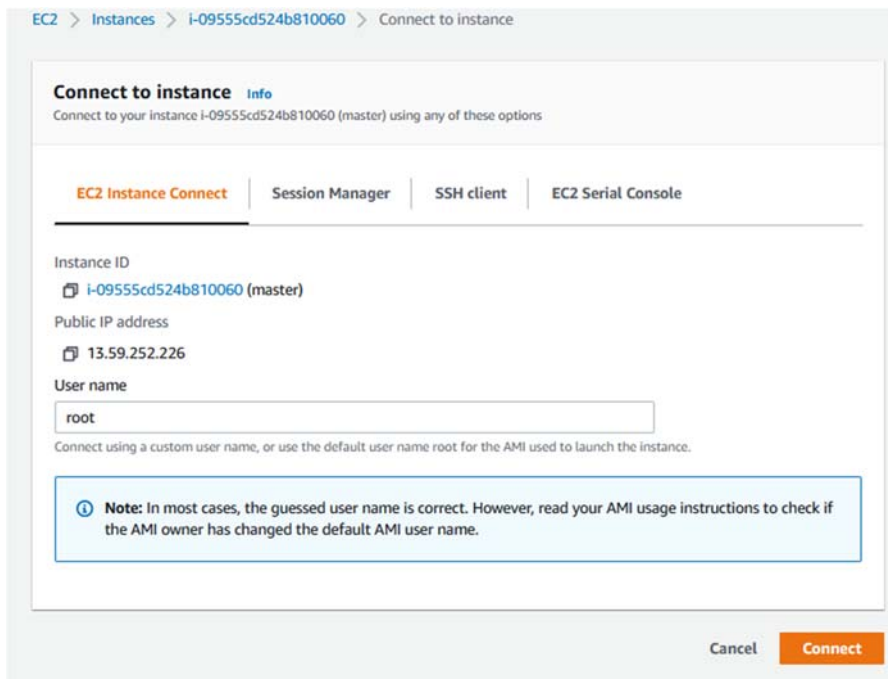 EC2 > Instances > i-09555cd524b810060 > Connect to instance
Connect to instance Info
Connect to your instance i-09555cd524b810060 (master) using any of these options
EC2 Instance Connect Session Manager SSH client EC2 Serial Console
Instance ID
i-09555cd524b810060 (master)
Public IP address
13.59.252.226
User name
root
Connect using a custom user name, or use the default user name root for the AMI used to launch the instance.
Note: In most cases, the guessed user name is correct. However, read your AMI usage instructions to check if
the AMI owner has changed the default AMI user name.
Cancel Connect